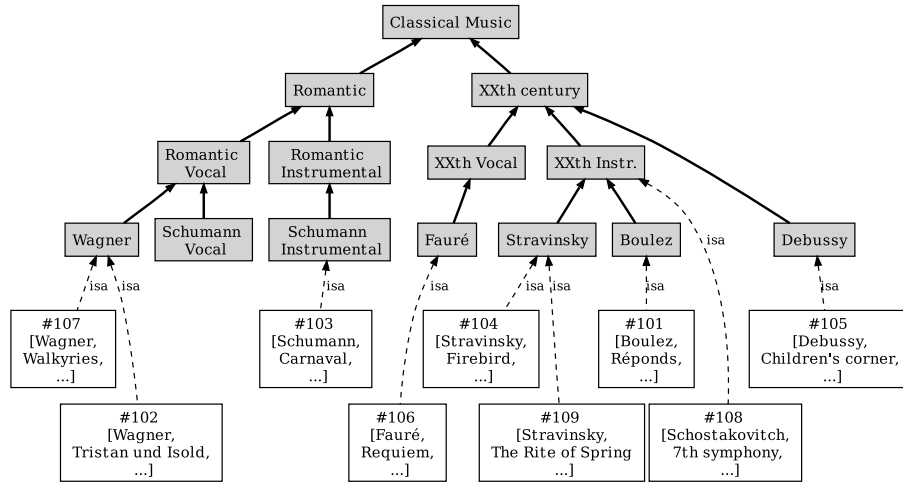 Classical Music
Romantic
XXth century
Romantic
Vocal
Romantic
Instrumental
XXth Vocal
XXth Instr.
Wagner
Schumann
Vocal
Schumann
Instrumental
Fauré
Stravinsky
Boulez
Debussy
isa
isa
isa
isa
isa
isa
isa
isa
isa
#107
[Wagner,
Walkyries,
...]
#103
[Schumann,
Carnaval,
...]
#104
[Stravinsky,
Firebird,
...]
#101
[Boulez,
Réponds,
...]
#105
[Debussy,
Children's corner,
...]
#102
[Wagner,
Tristan und Isold,
...]
#106
[Fauré,
Requiem,
...]
#109
[Stravinsky,
The Rite of Spring
...]
#108
[Schostakovitch,
7th symphony,
...]